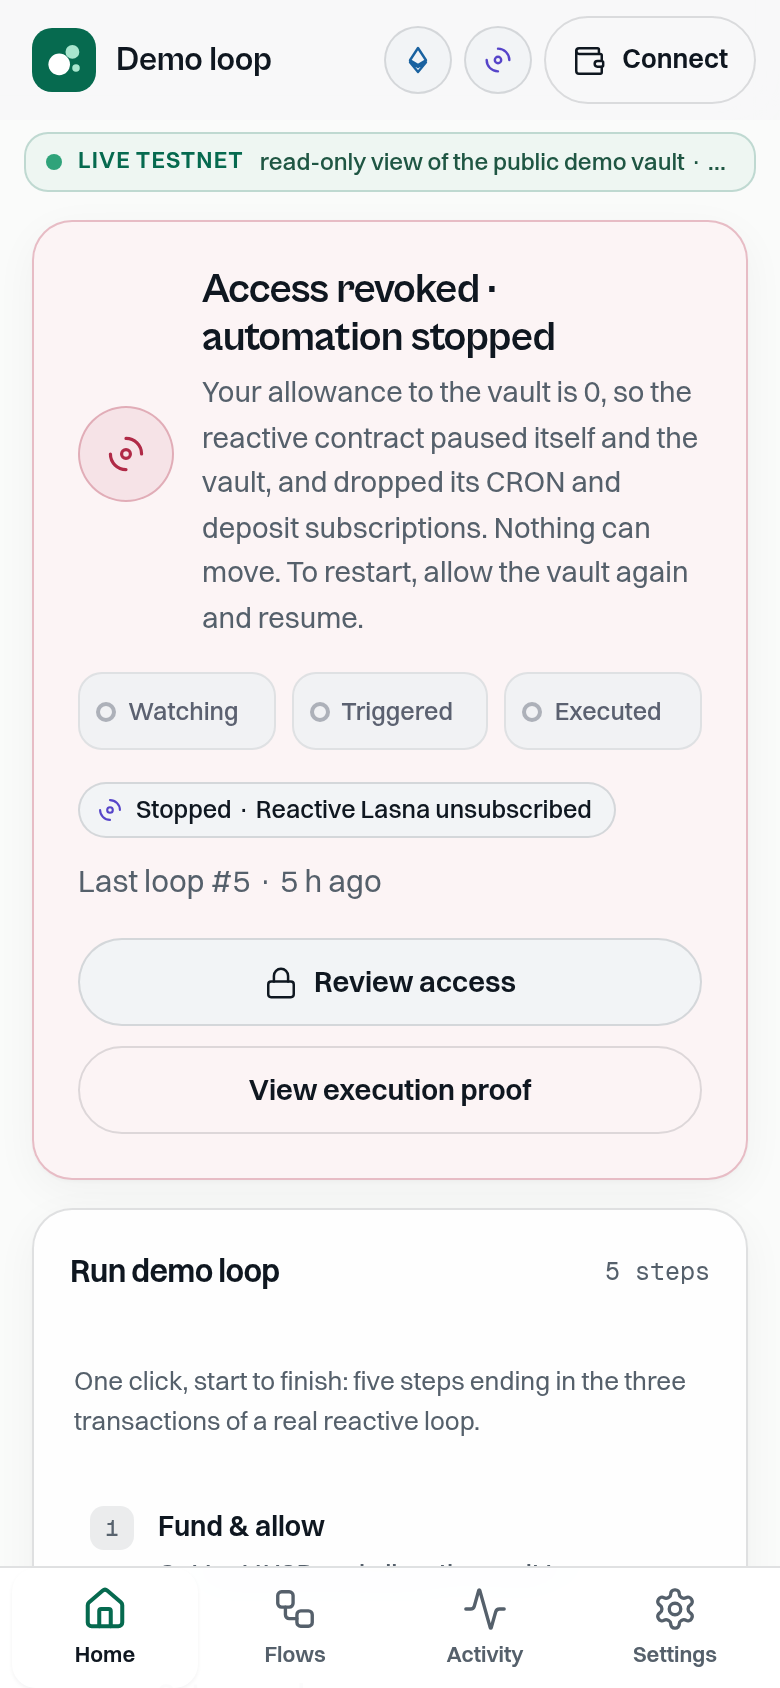 Demo loop
Connect
LIVE TESTNET read-only view of the public demo vault · ...
Access revoked ·
automation stopped
Your allowance to the vault is 0, so the
reactive contract paused itself and the
vault, and dropped its CRON and
deposit subscriptions. Nothing can
move. To restart, allow the vault again
and resume.
Watching
Triggered
Executed
Stopped · Reactive Lasna unsubscribed
Last loop #5 · 5 h ago
Review access
View execution proof
Run demo loop
5 steps
One click, start to finish: five steps ending in the three
transactions of a real reactive loop.
1
Fund & allow
Home
Flows
Activity
Settings